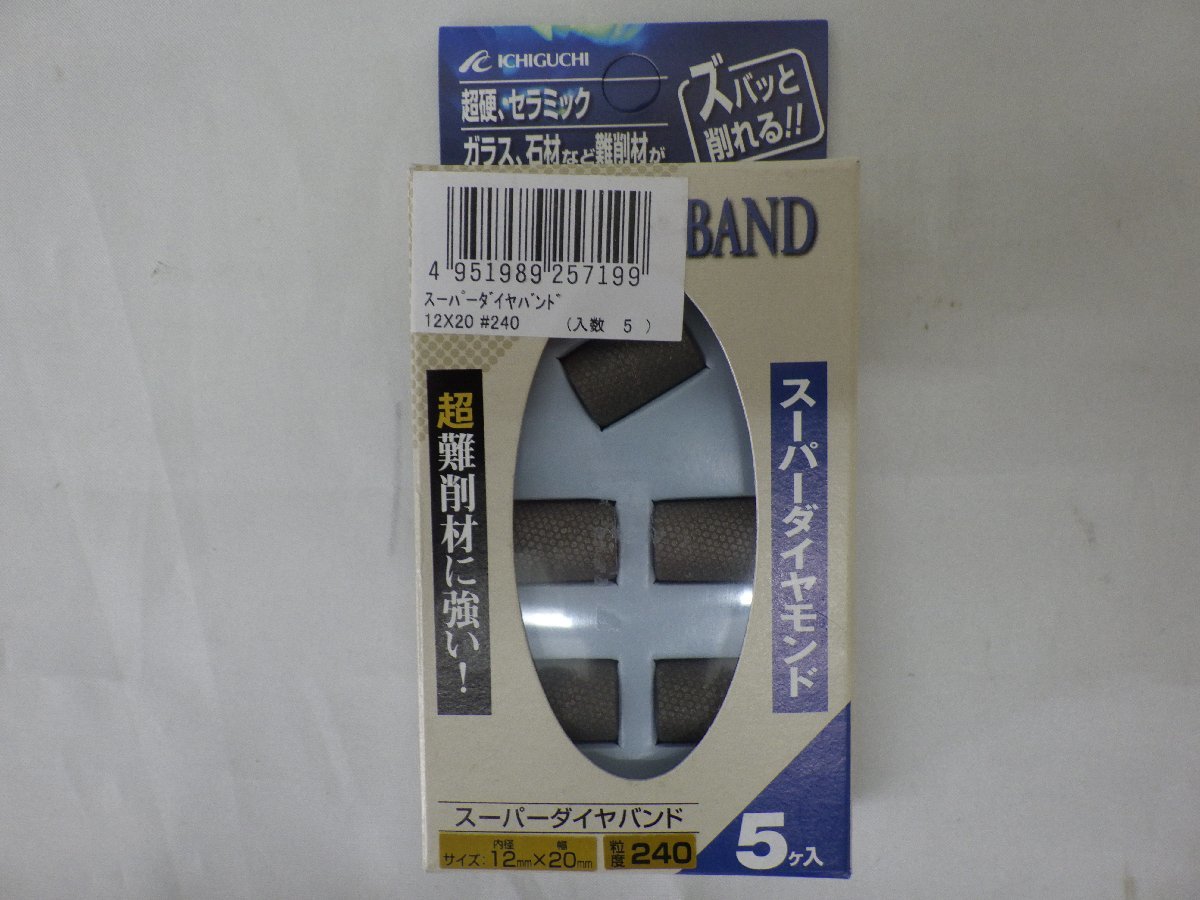 ICHIGUCHI
超硬、セラミック
ガラス、石材など難削材が
ズバッと
削れる!!
BAND
4 951989 257199
スーパーダイヤバンド
12X20 #240 (入数 5 )
超難削材に強い!
スーパーダイヤモンド
スーパーダイヤバンド
内径 幅
サイズ:12mm×20mm
粒度 240
5ヶ入